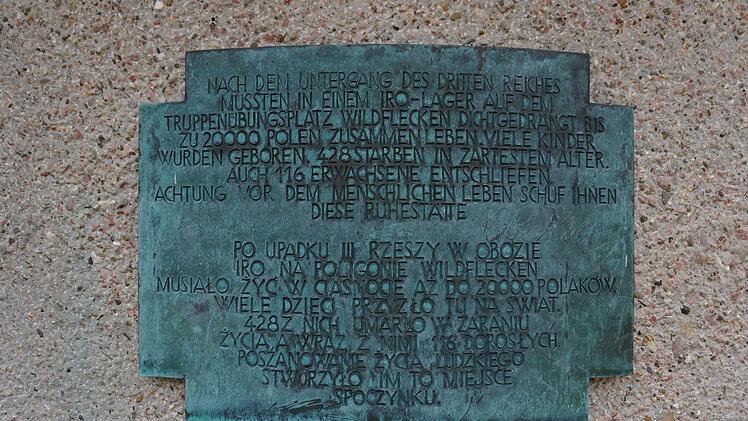 NACH DEM UNTERGANG DES DRITTEN REICHES
MUSSTEN IN EINEM IRO-LAGER AUF DEM
TRUPPENÜBUNGSPLATZ WILDFLECKEN DICHTGEDRÄNGT BIS
ZU 20000 POLEN ZUSAMMEN LEBEN. VIELE KINDER
WURDEN GEBOREN. 428 STARBEN IN ZARTESTEM ALTER.
AUCH 116 ERWACHSENE ENTSCHLIEFEN.
ACHTUNG VOR DEM MENSCHLICHEN LEBEN SCHUF IHNEN
DIESE RUHESTÄTTE
PO UPADKU III RZESZY W OBOZIE
IRO NA POLIGONIE WILDFLECKEN
MUSIAŁO ŻYĆ W CIASNOCIE AŻ DO 20000 POLAKÓW.
WIELE DZIECI PRZYZŁO TU NA ŚWIAT.
428 Z NICH UMARŁO W ZARANIU
ŻYCIA, A WRAZ Z NIMI 116 DOROSŁYCH.
POSZANOWANIE ŻYCIA LUDZKIEGO
STWORZYŁO IM TO MIEJSCE
SPOCZYNKU.